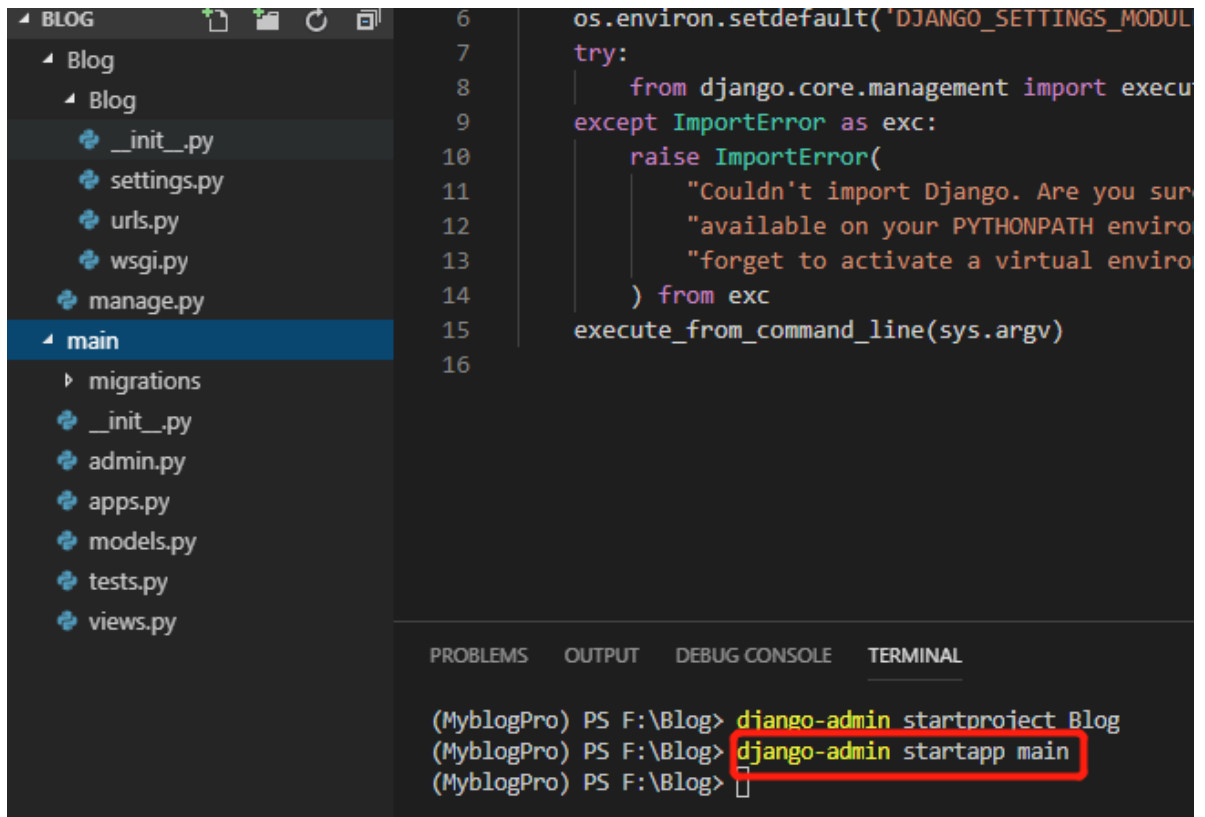 BLOG
Blog
Blog
__init__.py
settings.py
urls.py
wsgi.py
manage.py
main
migrations
__init__.py
admin.py
apps.py
models.py
tests.py
views.py
6 os.environ.setdefault('DJANGO_SETTINGS_MODUL
7 try:
8 from django.core.management import execu
9 except ImportError as exc:
10 raise ImportError(
11 "Couldn't import Django. Are you sur
12 "available on your PYTHONPATH enviro
13 "forget to activate a virtual enviro
14 ) from exc
15 execute_from_command_line(sys.argv)
16
PROBLEMS OUTPUT DEBUG CONSOLE TERMINAL
(MyblogPro) PS F:\Blog> django-admin startproject Blog
(MyblogPro) PS F:\Blog> django-admin startapp main
(MyblogPro) PS F:\Blog>